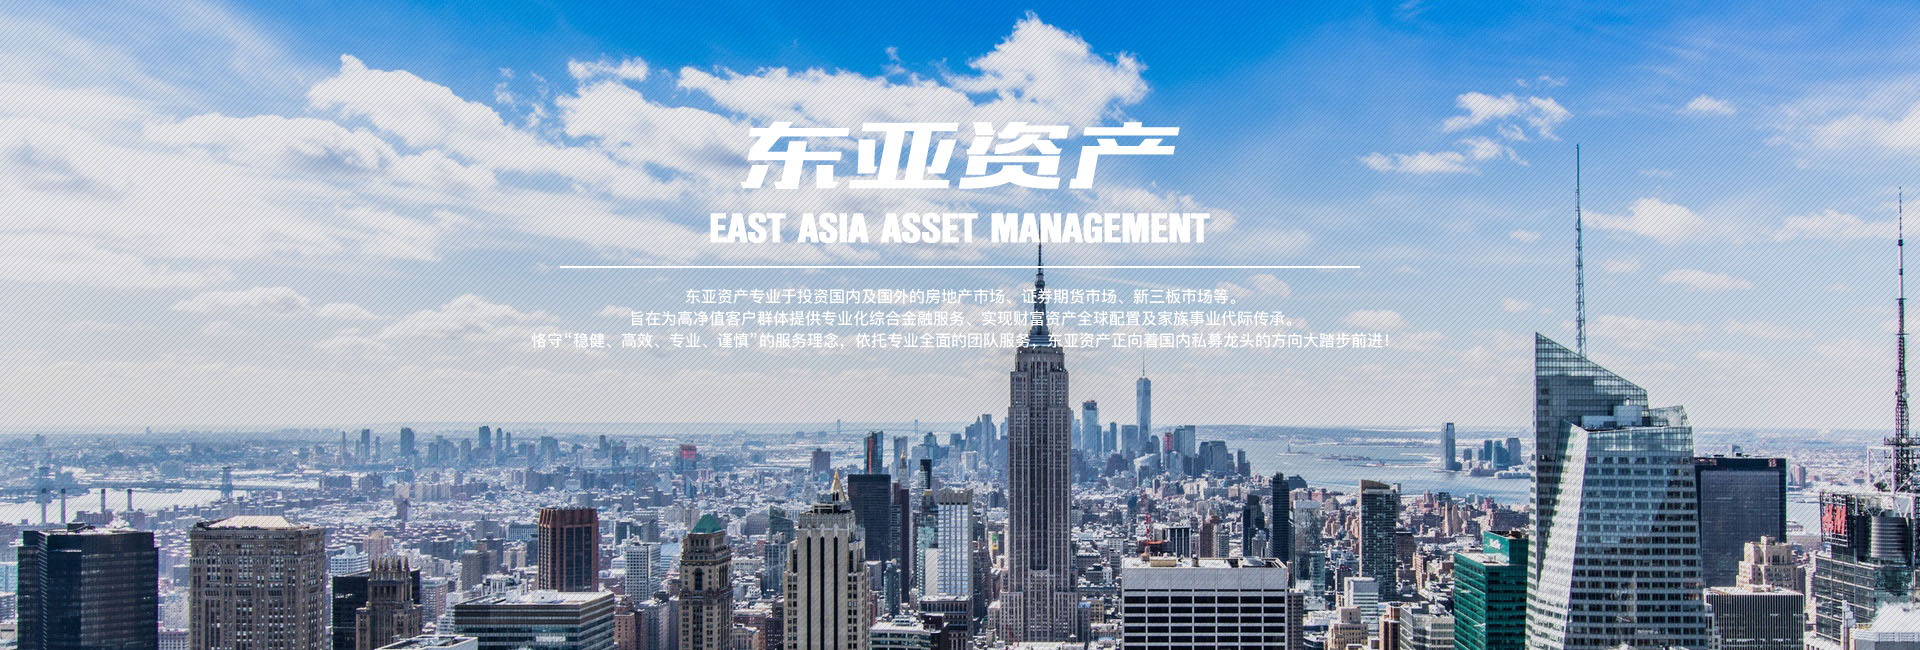 东亚资产
EAST ASIA ASSET MANAGEMENT
东亚资产专业于投资国内及国外的房地产市场、证券期货市场、新三板市场等。
旨在为高净值客户群体提供专业化综合金融服务、实现财富资产全球配置及家族事业代际传承。
恪守“稳健、高效、专业、谨慎”的服务理念，依托专业全面的团队服务，东亚资产正向着国内私募龙头的方向大踏步前进！